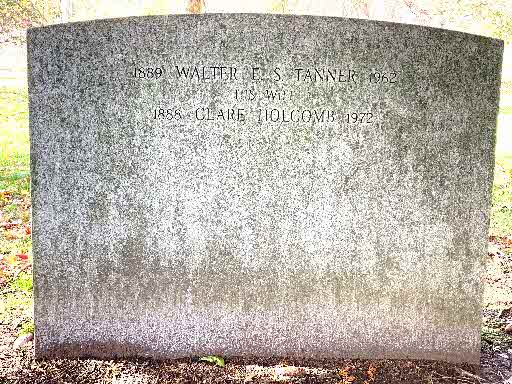 1889 WALTER E. S. TANNER 1962
HIS WIFE
1888 CLARE HOLCOMB 1972